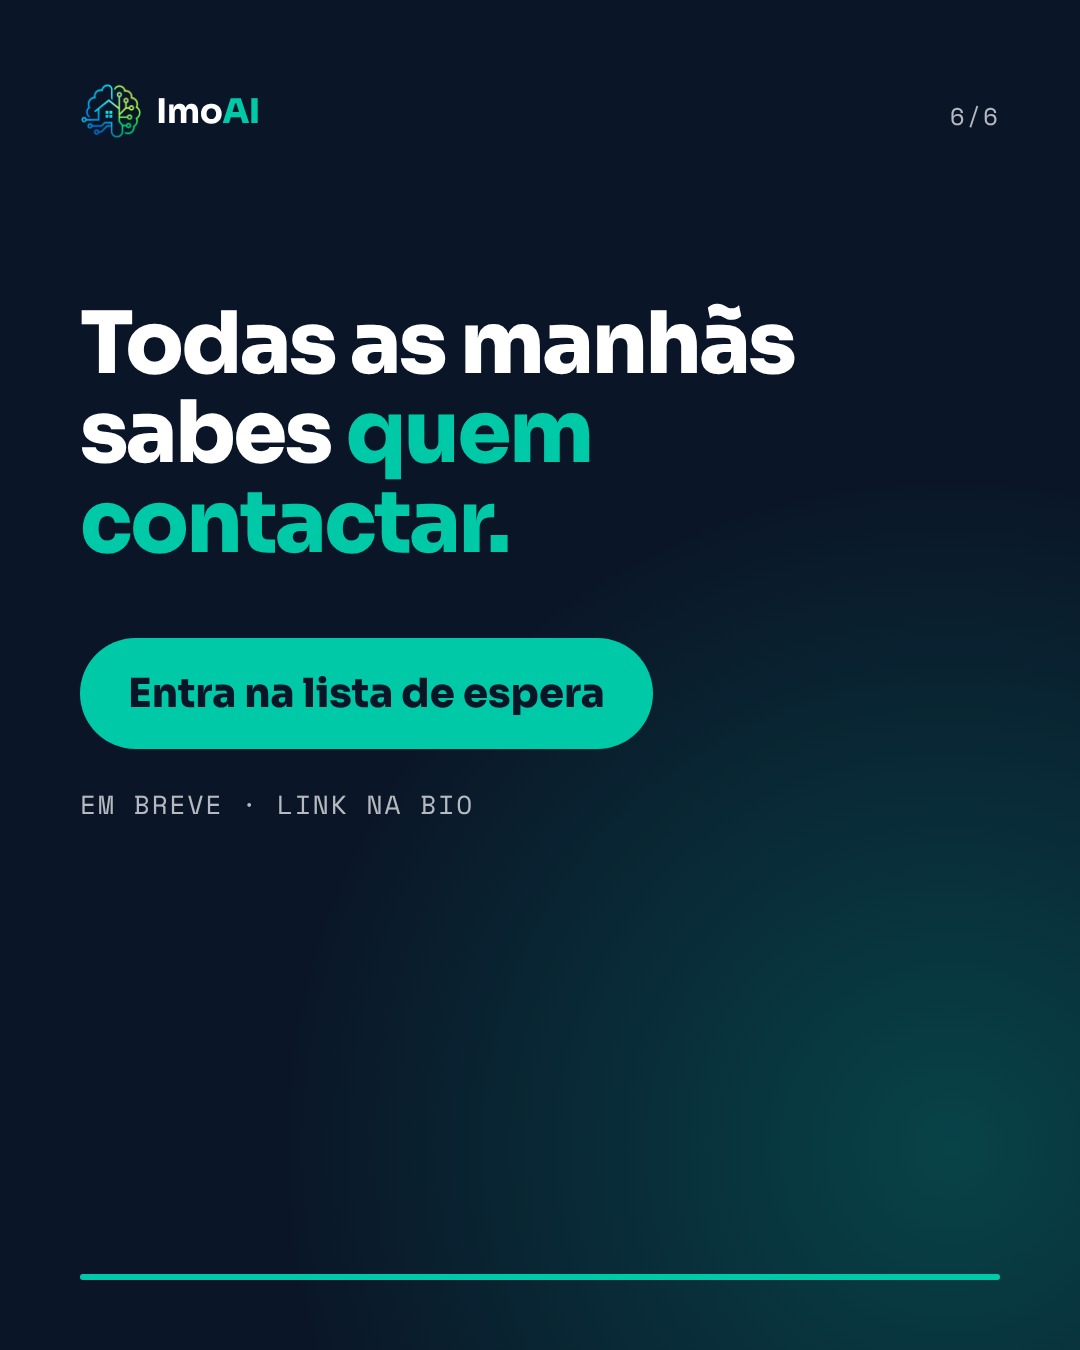 ImoAI
6/6
Todas as manhãs
sabes quem
contactar.
Entra na lista de espera
EM BREVE · LINK NA BIO